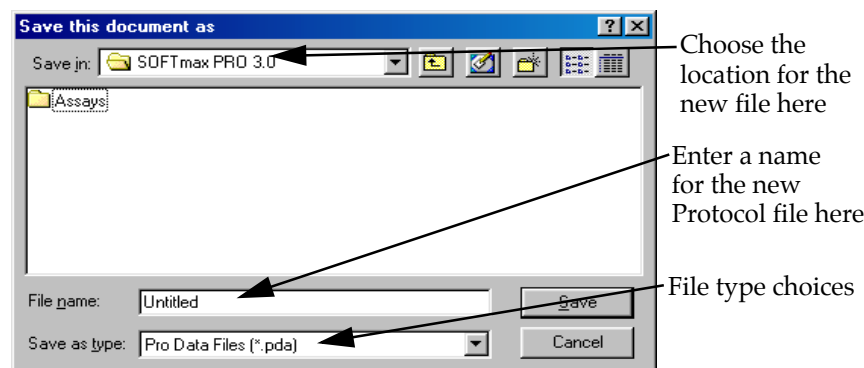 Save this document as
Save in: SOFTmax PRO 3.0
Assays
File name: Untitled
Save
Save as type: Pro Data Files (*.pda)
Cancel
Choose the
location for the
new file here
Enter a name
for the new
Protocol file here
File type choices